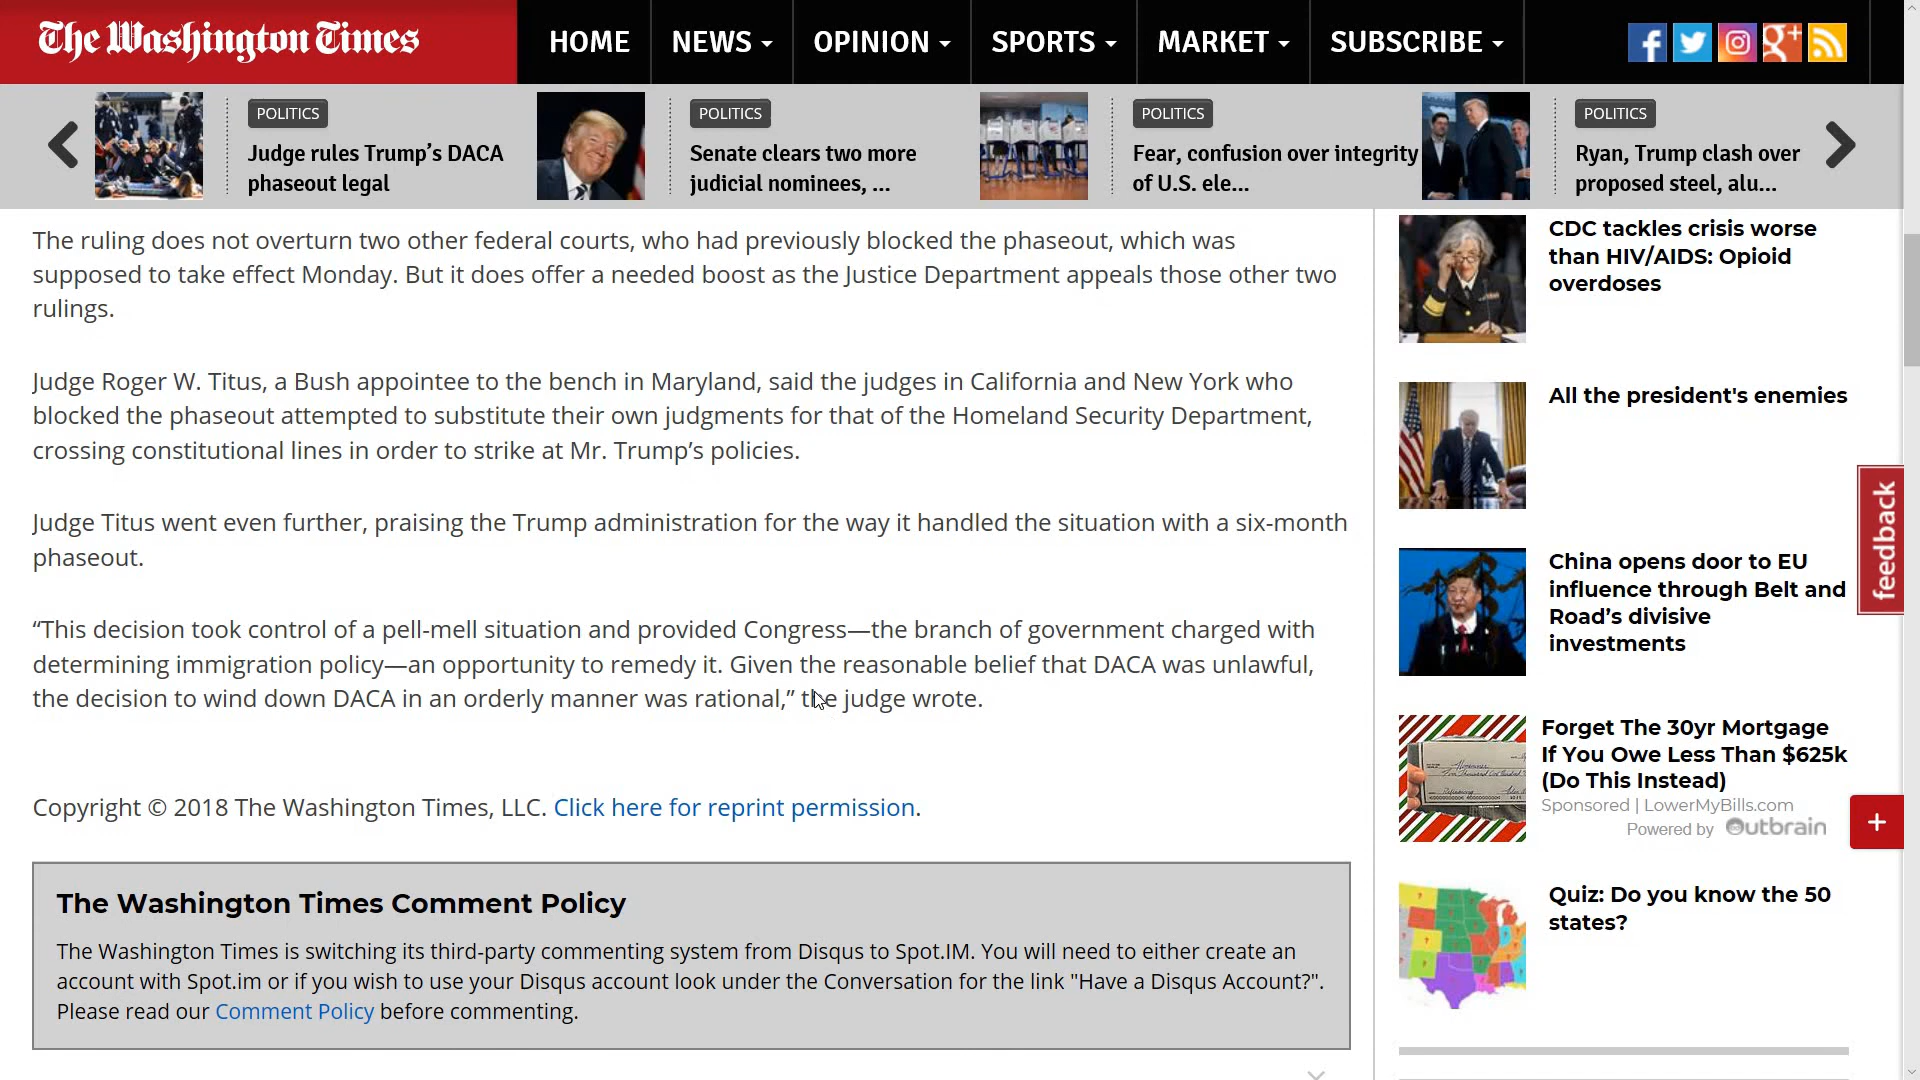 The Washington Times
HOME
NEWS
OPINION
SPORTS
MARKET
SUBSCRIBE
POLITICS
Judge rules Trump’s DACA
phaseout legal
POLITICS
Senate clears two more
judicial nominees, ...
POLITICS
Fear, confusion over integrity
of U.S. ele...
POLITICS
Ryan, Trump clash over
proposed steel, alu...
The ruling does not overturn two other federal courts, who had previously blocked the phaseout, which was
supposed to take effect Monday. But it does offer a needed boost as the Justice Department appeals those other two
rulings.
Judge Roger W. Titus, a Bush appointee to the bench in Maryland, said the judges in California and New York who
blocked the phaseout attempted to substitute their own judgments for that of the Homeland Security Department,
crossing constitutional lines in order to strike at Mr. Trump’s policies.
Judge Titus went even further, praising the Trump administration for the way it handled the situation with a six-month
phaseout.
“This decision took control of a pell-mell situation and provided Congress—the branch of government charged with
determining immigration policy—an opportunity to remedy it. Given the reasonable belief that DACA was unlawful,
the decision to wind down DACA in an orderly manner was rational,” the judge wrote.
Copyright © 2018 The Washington Times, LLC. Click here for reprint permission.
The Washington Times Comment Policy
The Washington Times is switching its third-party commenting system from Disqus to Spot.IM. You will need to either create an
account with Spot.im or if you wish to use your Disqus account look under the Conversation for the link "Have a Disqus Account?".
Please read our Comment Policy before commenting.
CDC tackles crisis worse
than HIV/AIDS: Opioid
overdoses
All the president's enemies
China opens door to EU
influence through Belt and
Road’s divisive
investments
Forget The 30yr Mortgage
If You Owe Less Than $625k
(Do This Instead)
Sponsored | LowerMyBills.com
Powered by Outbrain
Quiz: Do you know the 50
states?
feedback
+